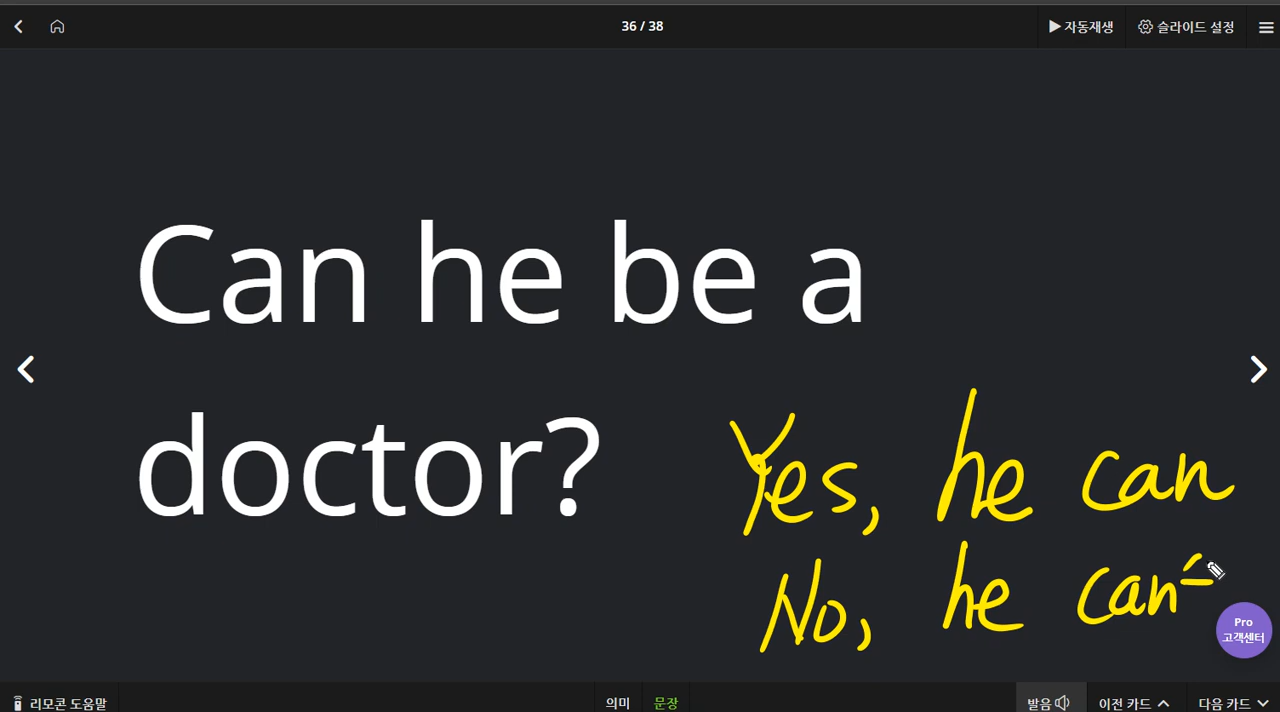 36 / 38
▶ 자동재생
슬라이드 설정
Can he be a
doctor?
Yes, he can
No, he can'
Pro
고객센터
리모콘 도움말
의미
문장
발음
이전 카드
다음 카드